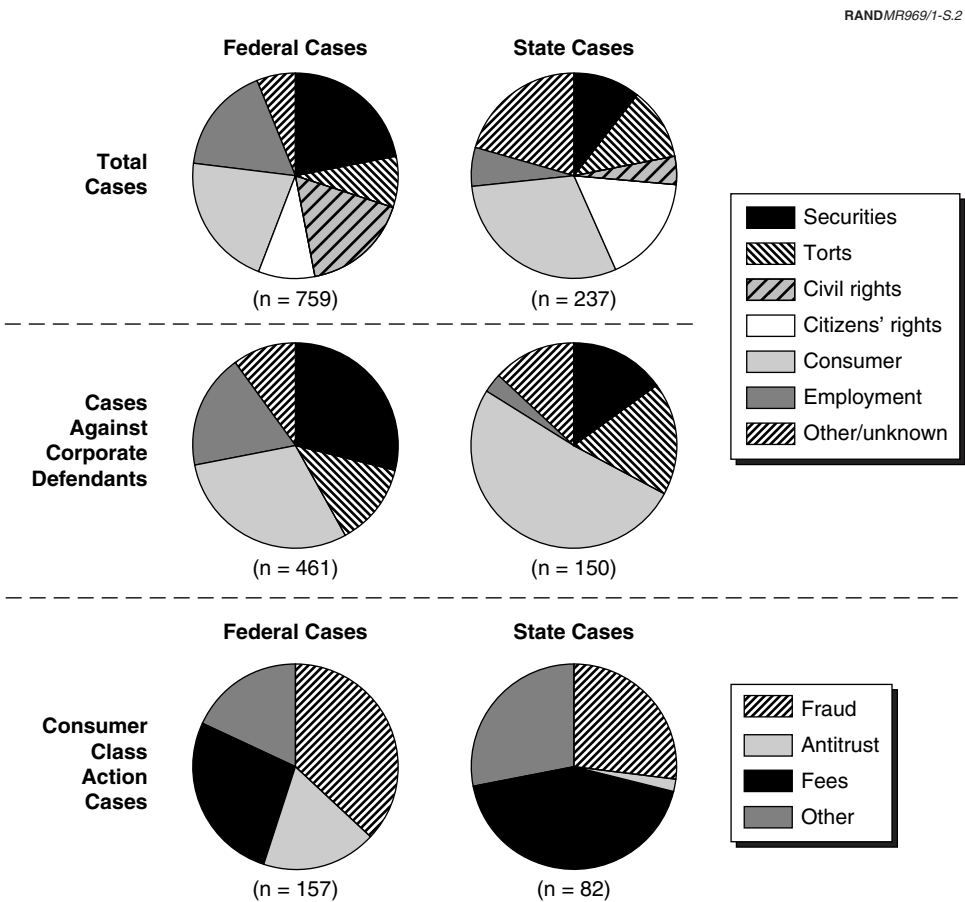 RANDMR969/1-S.2
Federal Cases
State Cases
Total
Cases
(n = 759)
(n = 237)
Securities
Torts
Civil rights
Citizens' rights
Consumer
Employment
Other/unknown
Cases
Against
Corporate
Defendants
(n = 461)
(n = 150)
Federal Cases
State Cases
Consumer
Class
Action
Cases
(n = 157)
(n = 82)
Fraud
Antitrust
Fees
Other